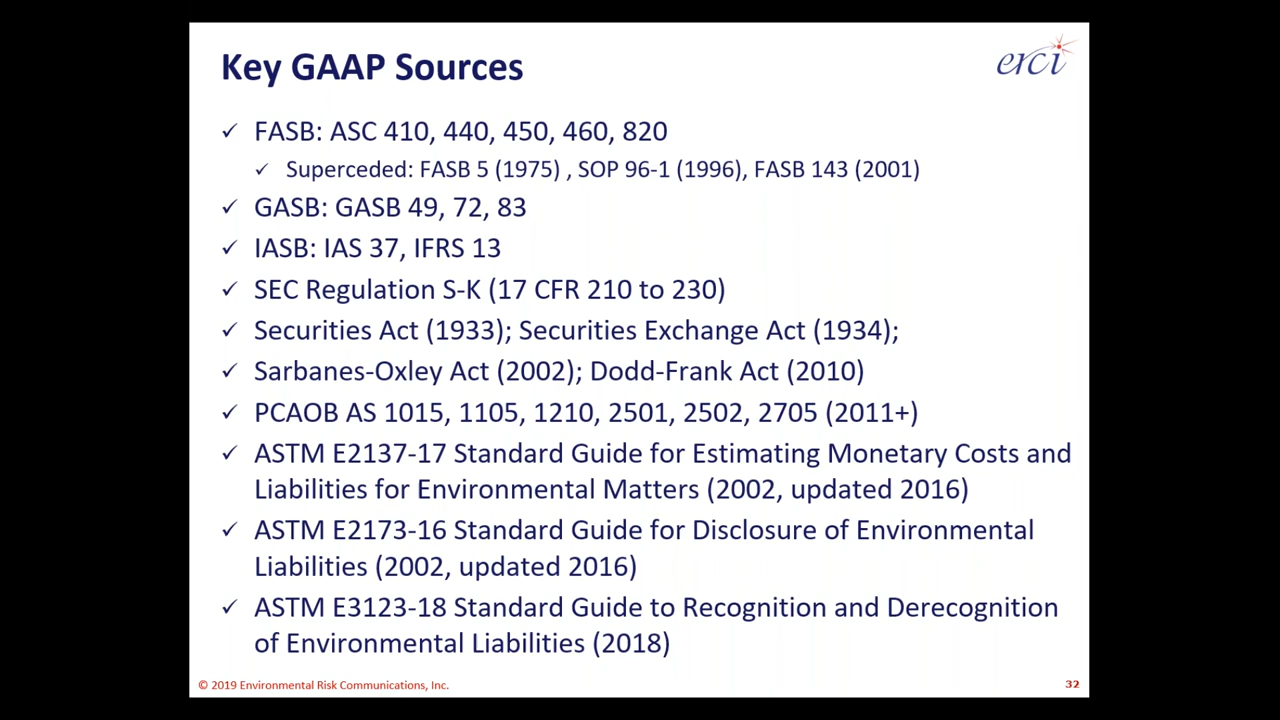 Key GAAP Sources
erci
✓ FASB: ASC 410, 440, 450, 460, 820
✓ Superceded: FASB 5 (1975) , SOP 96-1 (1996), FASB 143 (2001)
✓ GASB: GASB 49, 72, 83
✓ IASB: IAS 37, IFRS 13
✓ SEC Regulation S-K (17 CFR 210 to 230)
✓ Securities Act (1933); Securities Exchange Act (1934);
✓ Sarbanes-Oxley Act (2002); Dodd-Frank Act (2010)
✓ PCAOB AS 1015, 1105, 1210, 2501, 2502, 2705 (2011+)
✓ ASTM E2137-17 Standard Guide for Estimating Monetary Costs and
Liabilities for Environmental Matters (2002, updated 2016)
✓ ASTM E2173-16 Standard Guide for Disclosure of Environmental
Liabilities (2002, updated 2016)
✓ ASTM E3123-18 Standard Guide to Recognition and Derecognition
of Environmental Liabilities (2018)
© 2019 Environmental Risk Communications, Inc.
32